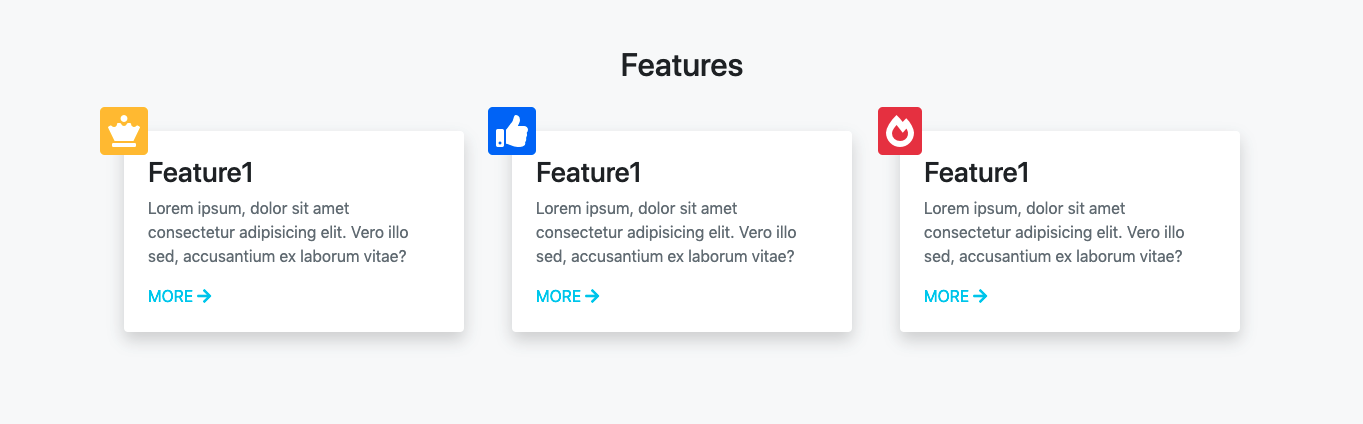 Features
Feature1
Lorem ipsum, dolor sit amet
consectetur adipisicing elit. Vero illo
sed, accusantium ex laborum vitae?
MORE
Feature1
Lorem ipsum, dolor sit amet
consectetur adipisicing elit. Vero illo
sed, accusantium ex laborum vitae?
MORE
Feature1
Lorem ipsum, dolor sit amet
consectetur adipisicing elit. Vero illo
sed, accusantium ex laborum vitae?
MORE